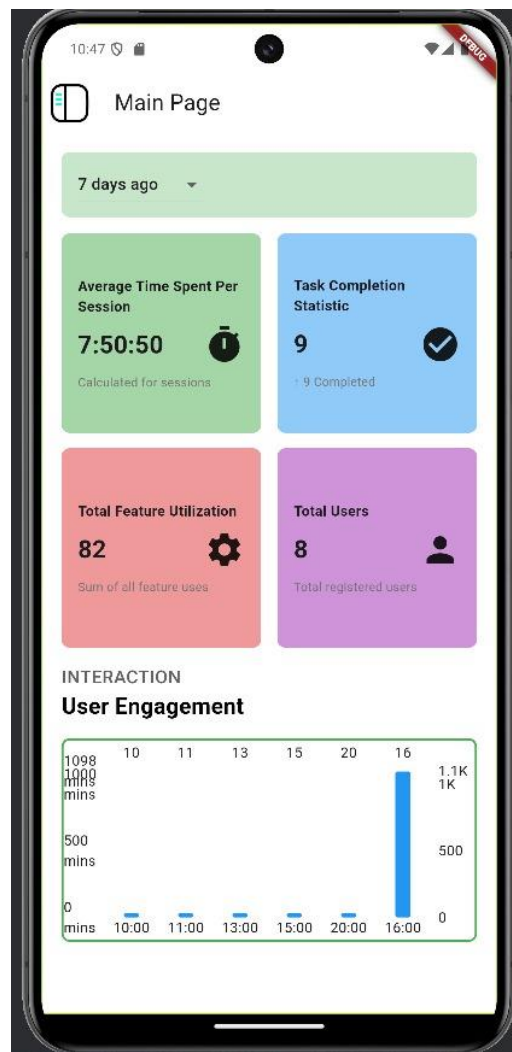 10:47
DEBUG
Main Page
7 days ago
Average Time Spent Per
Session
7:50:50
Calculated for sessions
Task Completion
Statistic
9
↑ 9 Completed
Total Feature Utilization
82
Sum of all feature uses
Total Users
8
Total registered users
INTERACTION
User Engagement
10 11 13 15 20 16
1098
mins
1000
mins
500
mins
0
mins
1.1K
1K
500
0
10:00 11:00 13:00 15:00 20:00 16:00